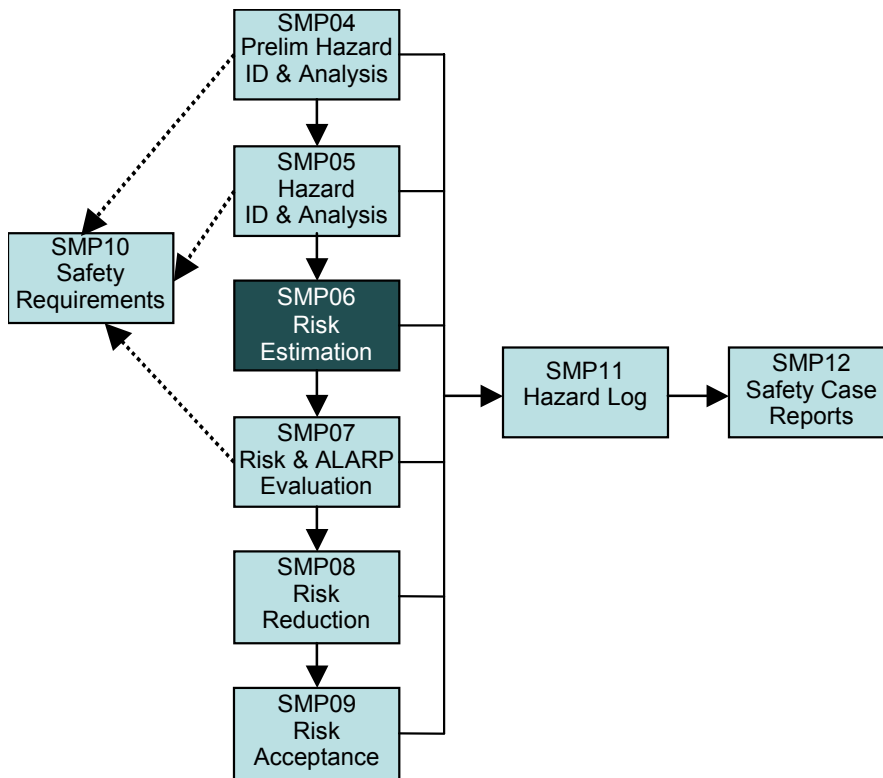 SMP04
Prelim Hazard
ID & Analysis
SMP05
Hazard
ID & Analysis
SMP10
Safety
Requirements
SMP06
Risk
Estimation
SMP11
Hazard Log
SMP12
Safety Case
Reports
SMP07
Risk & ALARP
Evaluation
SMP08
Risk
Reduction
SMP09
Risk
Acceptance